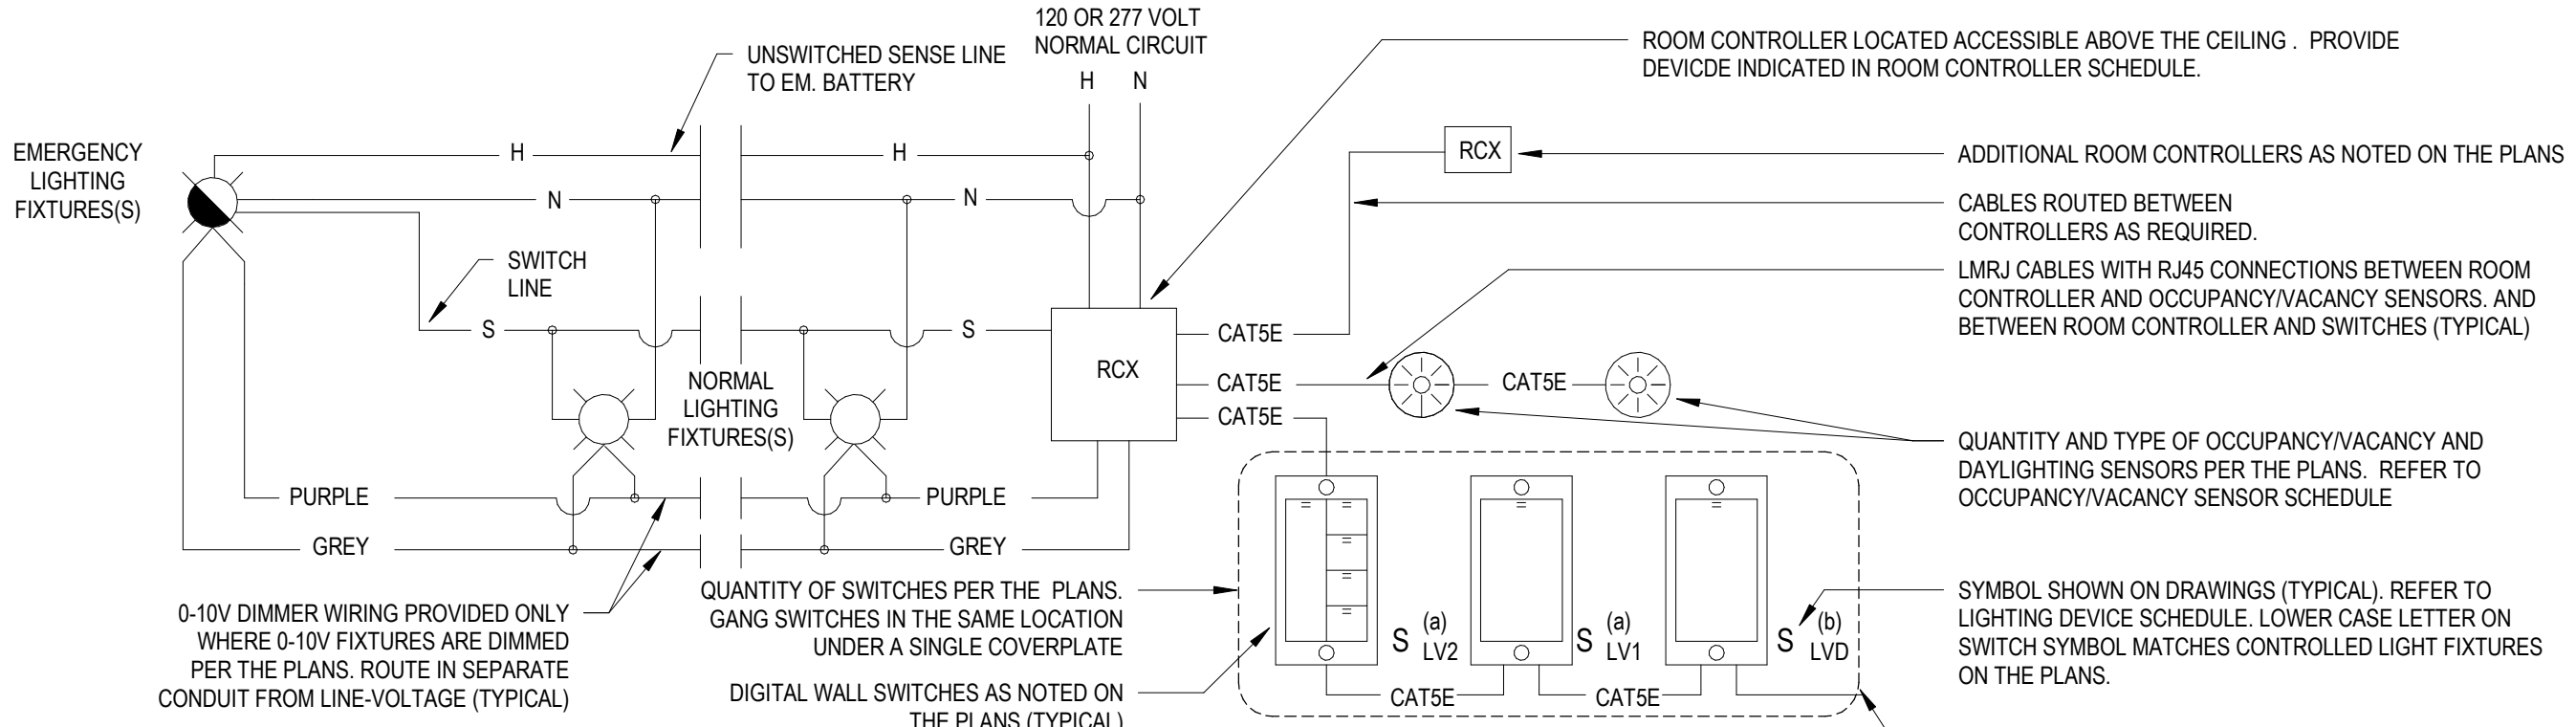 120 OR 277 VOLT
NORMAL CIRCUIT
H
N
UNSWITCHED SENSE LINE
TO EM. BATTERY
ROOM CONTROLLER LOCATED ACCESSIBLE ABOVE THE CEILING . PROVIDE
DEVICDE INDICATED IN ROOM CONTROLLER SCHEDULE.
EMERGENCY
LIGHTING
FIXTURES(S)
H
H
RCX
ADDITIONAL ROOM CONTROLLERS AS NOTED ON THE PLANS
N
N
CABLES ROUTED BETWEEN
CONTROLLERS AS REQUIRED.
SWITCH
LINE
LMRJ CABLES WITH RJ45 CONNECTIONS BETWEEN ROOM
CONTROLLER AND OCCUPANCY/VACANCY SENSORS. AND
BETWEEN ROOM CONTROLLER AND SWITCHES (TYPICAL)
S
S
CAT5E
RCX
NORMAL
LIGHTING
FIXTURES(S)
CAT5E
CAT5E
CAT5E
QUANTITY AND TYPE OF OCCUPANCY/VACANCY AND
DAYLIGHTING SENSORS PER THE PLANS. REFER TO
OCCUPANCY/VACANCY SENSOR SCHEDULE
PURPLE
PURPLE
GREY
GREY
0-10V DIMMER WIRING PROVIDED ONLY
WHERE 0-10V FIXTURES ARE DIMMED
PER THE PLANS. ROUTE IN SEPARATE
CONDUIT FROM LINE-VOLTAGE (TYPICAL)
QUANTITY OF SWITCHES PER THE PLANS.
GANG SWITCHES IN THE SAME LOCATION
UNDER A SINGLE COVERPLATE
DIGITAL WALL SWITCHES AS NOTED ON
THE PLANS (TYPICAL)
S (a)
LV2
S (a)
LV1
S (b)
LVD
CAT5E
CAT5E
SYMBOL SHOWN ON DRAWINGS (TYPICAL). REFER TO
LIGHTING DEVICE SCHEDULE. LOWER CASE LETTER ON
SWITCH SYMBOL MATCHES CONTROLLED LIGHT FIXTURES
ON THE PLANS.